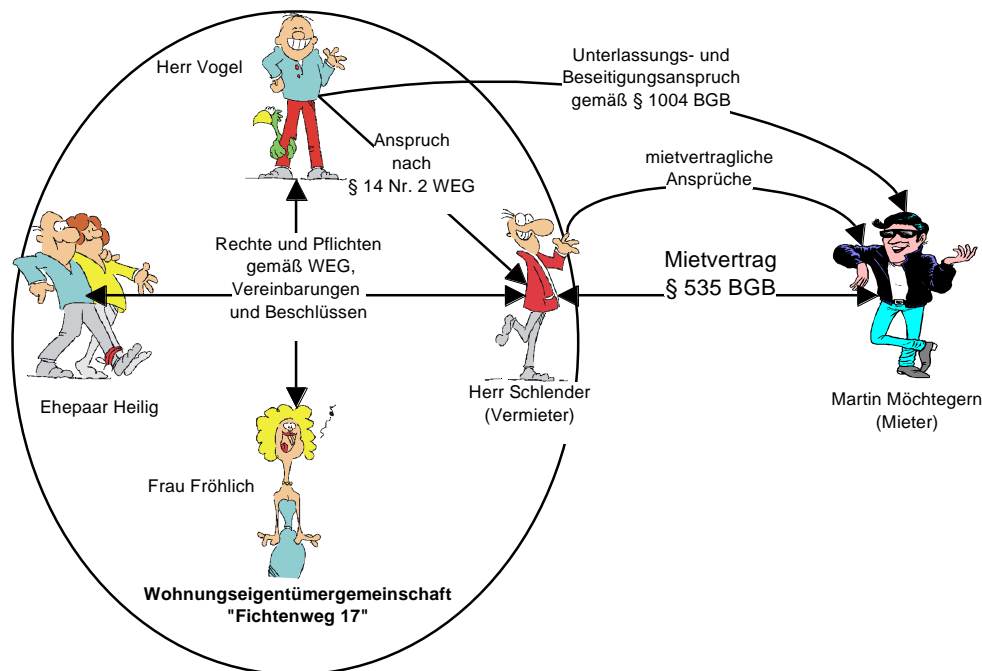 Herr Vogel
Unterlassungs- und
Beseitigungsanspruch
gemäß § 1004 BGB
Anspruch
nach
§ 14 Nr. 2 WEG
mietvertragliche
Ansprüche
Rechte und Pflichten
gemäß WEG,
Vereinbarungen
und Beschlüssen
Mietvertrag
§ 535 BGB
Ehepaar Heilig
Herr Schlender
(Vermieter)
Martin Möchtegern
(Mieter)
Frau Fröhlich
Wohnungseigentümergemeinschaft
"Fichtenweg 17"